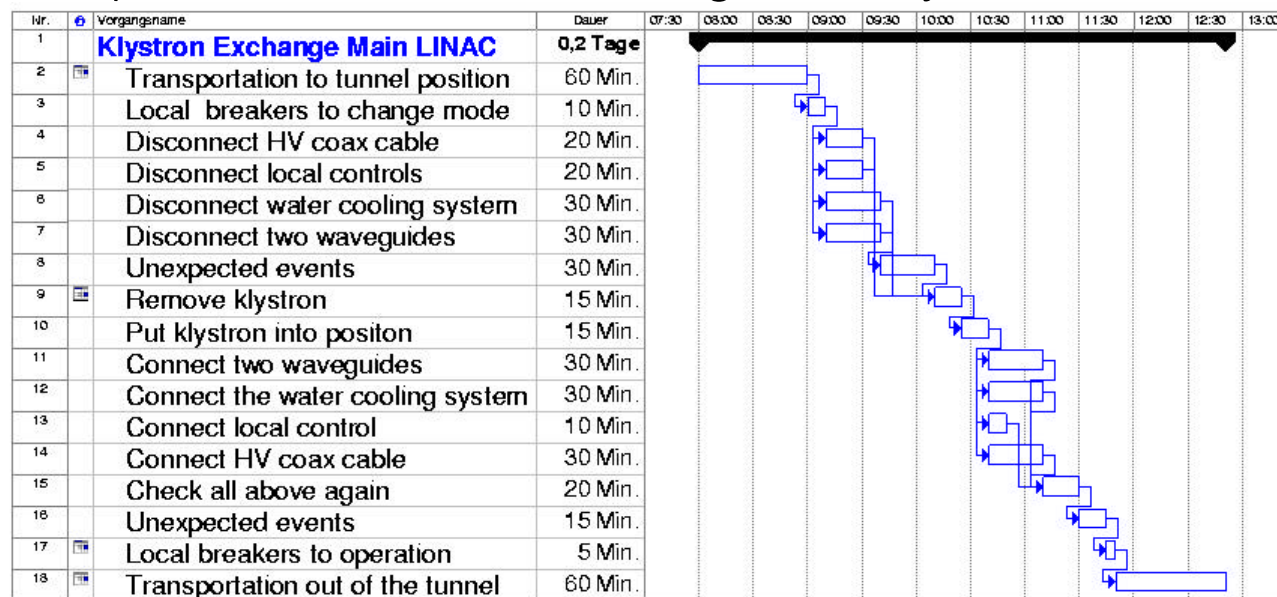 Nr. Vorgangsname Dauer 07:30 08:00 08:30 09:00 09:30 10:00 10:30 11:00 11:30 12:00 12:30 13:00
1 Klystron Exchange Main LINAC 0,2 Tage
2 Transportation to tunnel position 60 Min.
3 Local breakers to change mode 10 Min.
4 Disconnect HV coax cable 20 Min.
5 Disconnect local controls 20 Min.
6 Disconnect water cooling system 30 Min.
7 Disconnect two waveguides 30 Min.
8 Unexpected events 30 Min.
9 Remove klystron 15 Min.
10 Put klystron into positon 15 Min.
11 Connect two waveguides 30 Min.
12 Connect the water cooling system 30 Min.
13 Connect local control 10 Min.
14 Connect HV coax cable 30 Min.
15 Check all above again 20 Min.
16 Unexpected events 15 Min.
17 Local breakers to operation 5 Min.
18 Transportation out of the tunnel 60 Min.